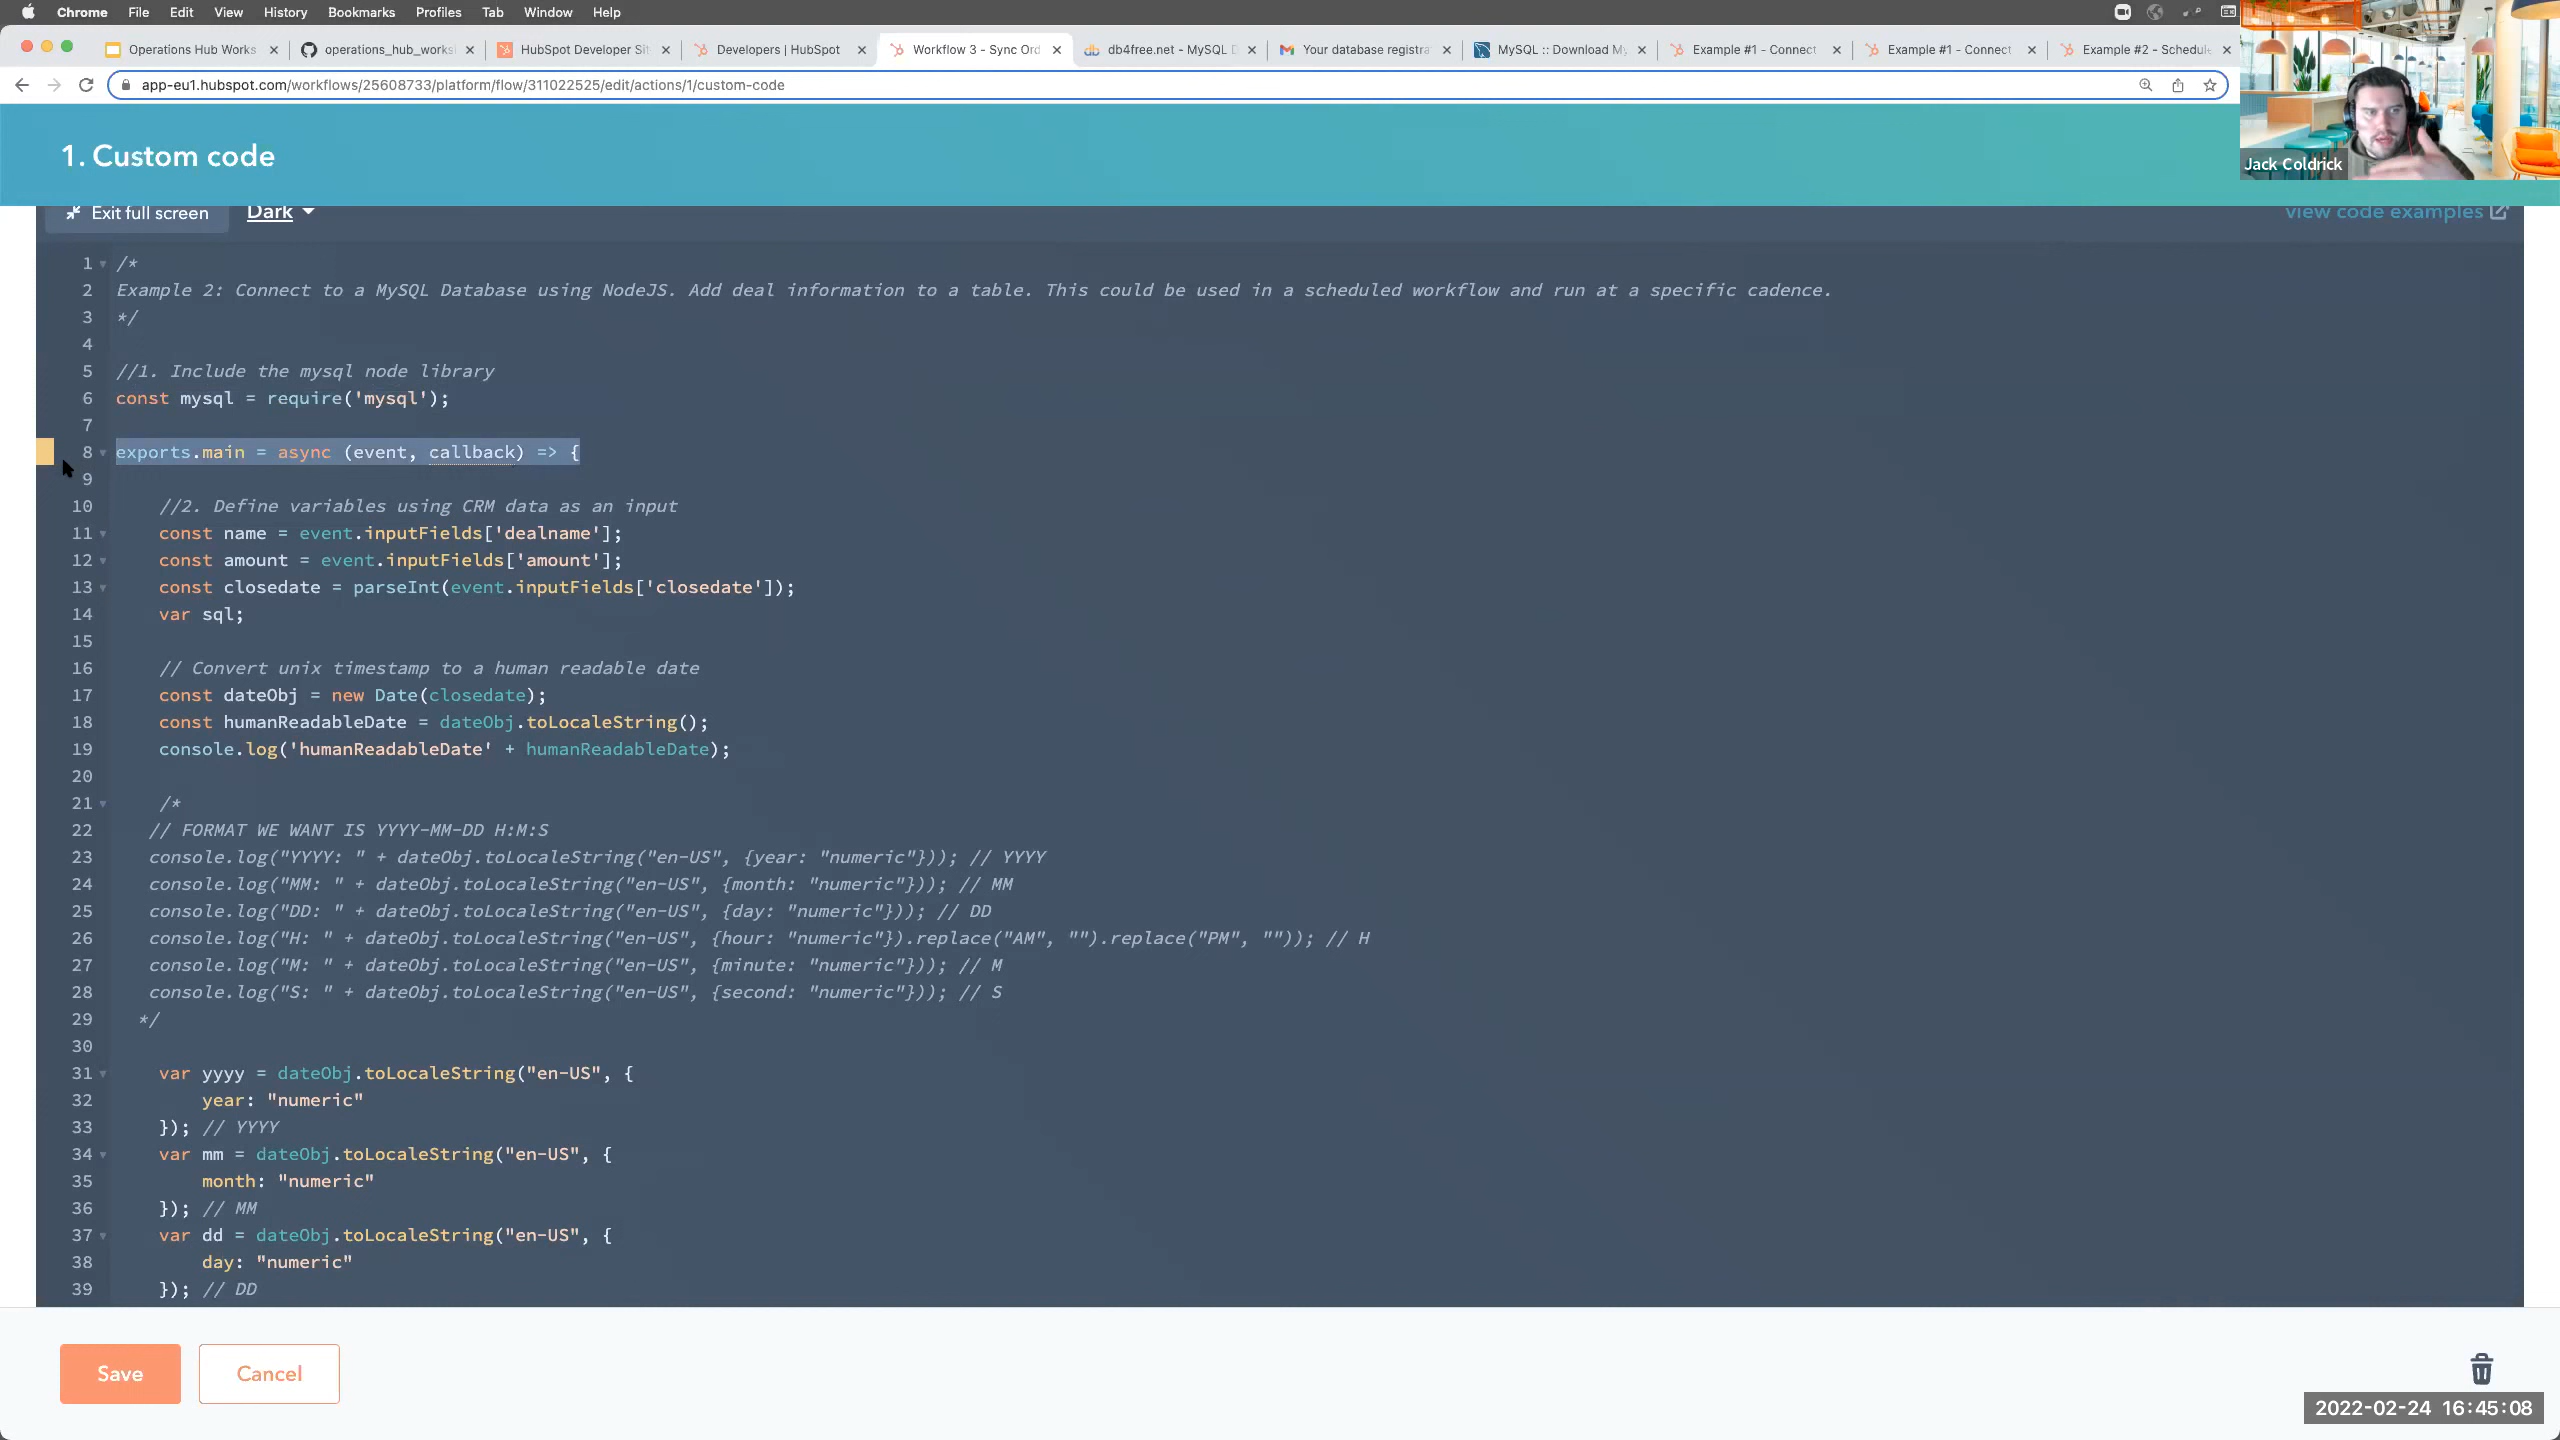 Chrome File Edit View History Bookmarks Profiles Tab Window Help
Operations Hub Works
operations_hub_works
HubSpot Developer Sit
Developers | HubSpot
Workflow 3 - Sync Ord
db4free.net - MySQL D
Your database registra
MySQL :: Download My
Example #1 - Connect
Example #1 - Connect
Example #2 - Schedule
app-eu1.hubspot.com/workflows/25608733/platform/flow/311022525/edit/actions/1/custom-code
Jack Coldrick
1. Custom code
Exit full screen Dark view code examples
1 /*
2 Example 2: Connect to a MySQL Database using NodeJS. Add deal information to a table. This could be used in a scheduled workflow and run at a specific cadence.
3 */
4
5 //1. Include the mysql node library
6 const mysql = require('mysql');
7
8 exports.main = async (event, callback) => {
9
10 //2. Define variables using CRM data as an input
11 const name = event.inputFields['dealname'];
12 const amount = event.inputFields['amount'];
13 const closedate = parseInt(event.inputFields['closedate']);
14 var sql;
15
16 // Convert unix timestamp to a human readable date
17 const dateObj = new Date(closedate);
18 const humanReadableDate = dateObj.toLocaleString();
19 console.log('humanReadableDate' + humanReadableDate);
20
21 /*
22 // FORMAT WE WANT IS YYYY-MM-DD H:M:S
23 console.log("YYYY: " + dateObj.toLocaleString("en-US", {year: "numeric"})); // YYYY
24 console.log("MM: " + dateObj.toLocaleString("en-US", {month: "numeric"})); // MM
25 console.log("DD: " + dateObj.toLocaleString("en-US", {day: "numeric"})); // DD
26 console.log("H: " + dateObj.toLocaleString("en-US", {hour: "numeric"}).replace("AM", "").replace("PM", "")); // H
27 console.log("M: " + dateObj.toLocaleString("en-US", {minute: "numeric"})); // M
28 console.log("S: " + dateObj.toLocaleString("en-US", {second: "numeric"})); // S
29 */
30
31 var yyyy = dateObj.toLocaleString("en-US", {
32 year: "numeric"
33 }); // YYYY
34 var mm = dateObj.toLocaleString("en-US", {
35 month: "numeric"
36 }); // MM
37 var dd = dateObj.toLocaleString("en-US", {
38 day: "numeric"
39 }); // DD
Save Cancel
2022-02-24 16:45:08